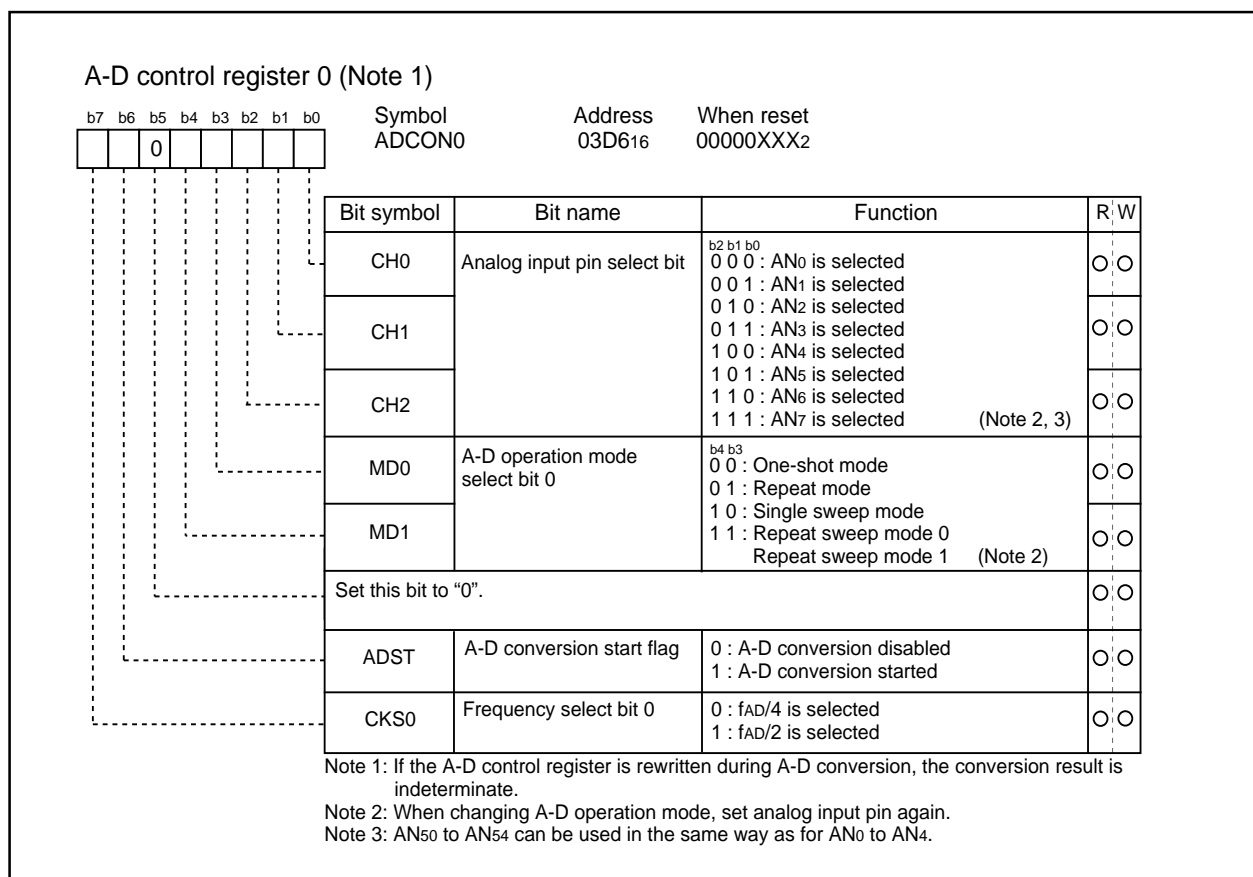 A-D control register 0 (Note 1)
b7 b6 b5 b4 b3 b2 b1 b0
0
Symbol Address When reset
ADCON0 03D616 00000XXX2
Bit symbol Bit name Function R W
CH0 Analog input pin select bit
b2 b1 b0
0 0 0 : AN0 is selected
0 0 1 : AN1 is selected
0 1 0 : AN2 is selected
CH1
0 1 1 : AN3 is selected
1 0 0 : AN4 is selected
1 0 1 : AN5 is selected
CH2
1 1 0 : AN6 is selected
1 1 1 : AN7 is selected (Note 2, 3)
MD0
A-D operation mode
select bit 0
b4 b3
0 0 : One-shot mode
0 1 : Repeat mode
MD1
1 0 : Single sweep mode
1 1 : Repeat sweep mode 0
Repeat sweep mode 1 (Note 2)
Set this bit to “0”.
ADST
A-D conversion start flag
0 : A-D conversion disabled
1 : A-D conversion started
CKS0
Frequency select bit 0
0 : fAD/4 is selected
1 : fAD/2 is selected
Note 1: If the A-D control register is rewritten during A-D conversion, the conversion result is
indeterminate.
Note 2: When changing A-D operation mode, set analog input pin again.
Note 3: AN50 to AN54 can be used in the same way as for AN0 to AN4.